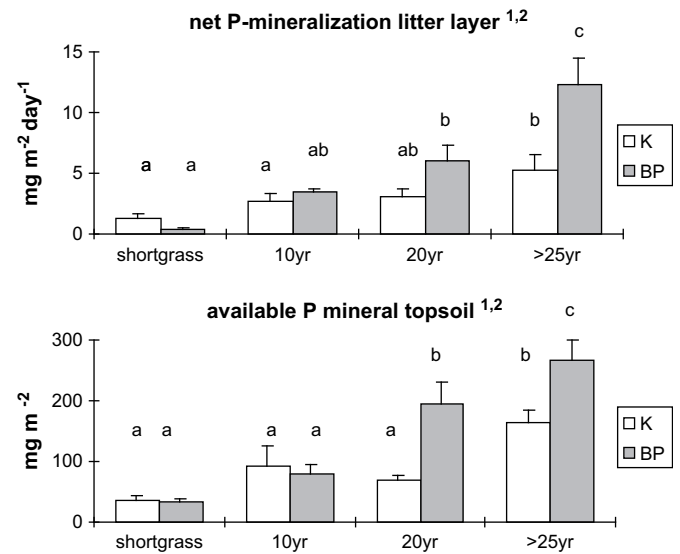 net P-mineralization litter layer 1,2
mg m-2 day-1
15
10
5
0
a a a ab ab b b c
shortgrass 10yr 20yr >25yr
K
BP
available P mineral topsoil 1,2
mg m -2
300
200
100
0
a a a a a b b c
shortgrass 10yr 20yr >25yr
K
BP